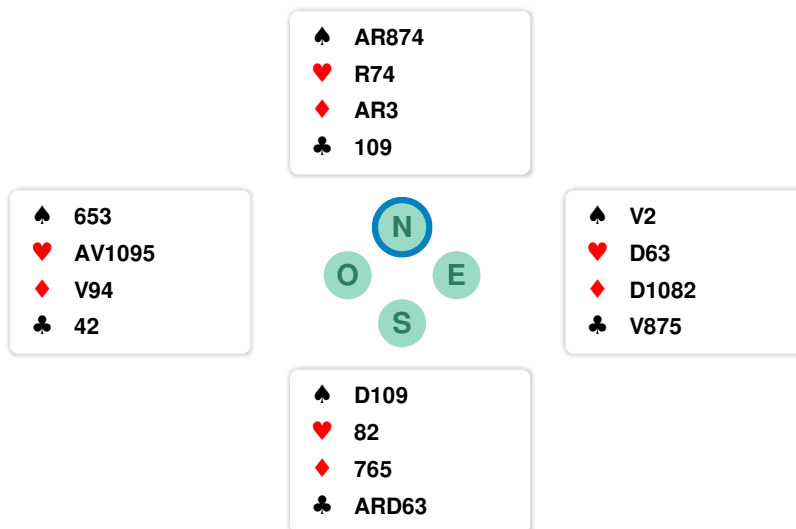 ♠ AR874
♥ R74
♦ AR3
♣ 109
♠ 653
♥ AV1095
♦ V94
♣ 42
N
O E
S
♠ V2
♥ D63
♦ D1082
♣ V875
♠ D109
♥ 82
♦ 765
♣ ARD63